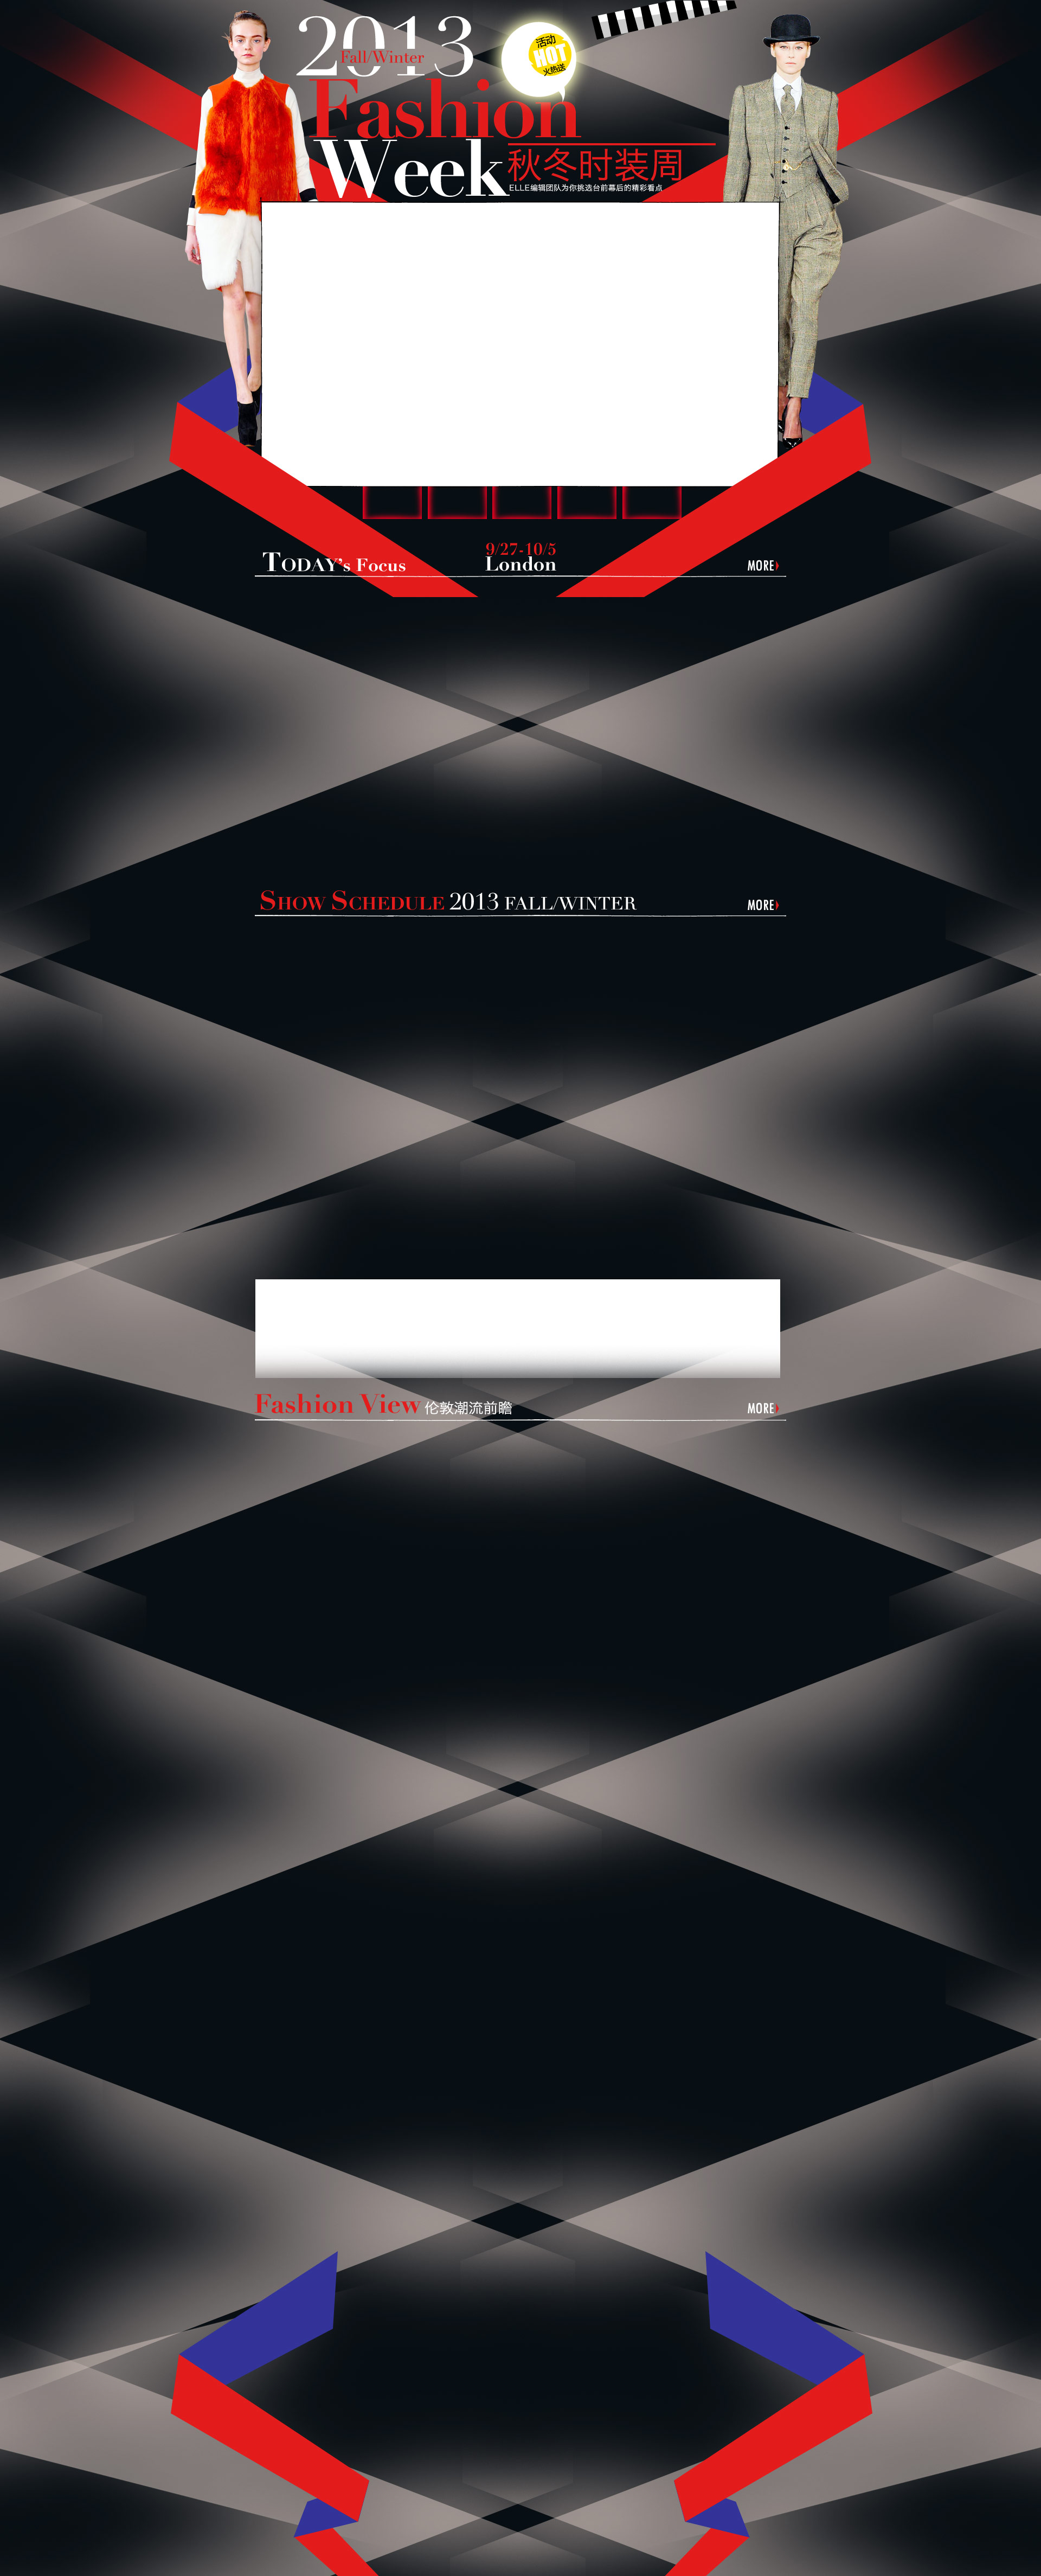 2013
Fall/Winter
活动
HOT
火热送
Fashion
Week
秋冬时装周
ELLE编辑团队为你挑选台前幕后的精彩看点
9/27-10/5
TODAY's Focus
London
MORE
SHOW SCHEDULE 2013 FALL/WINTER
MORE
Fashion View 伦敦潮流前瞻
MORE